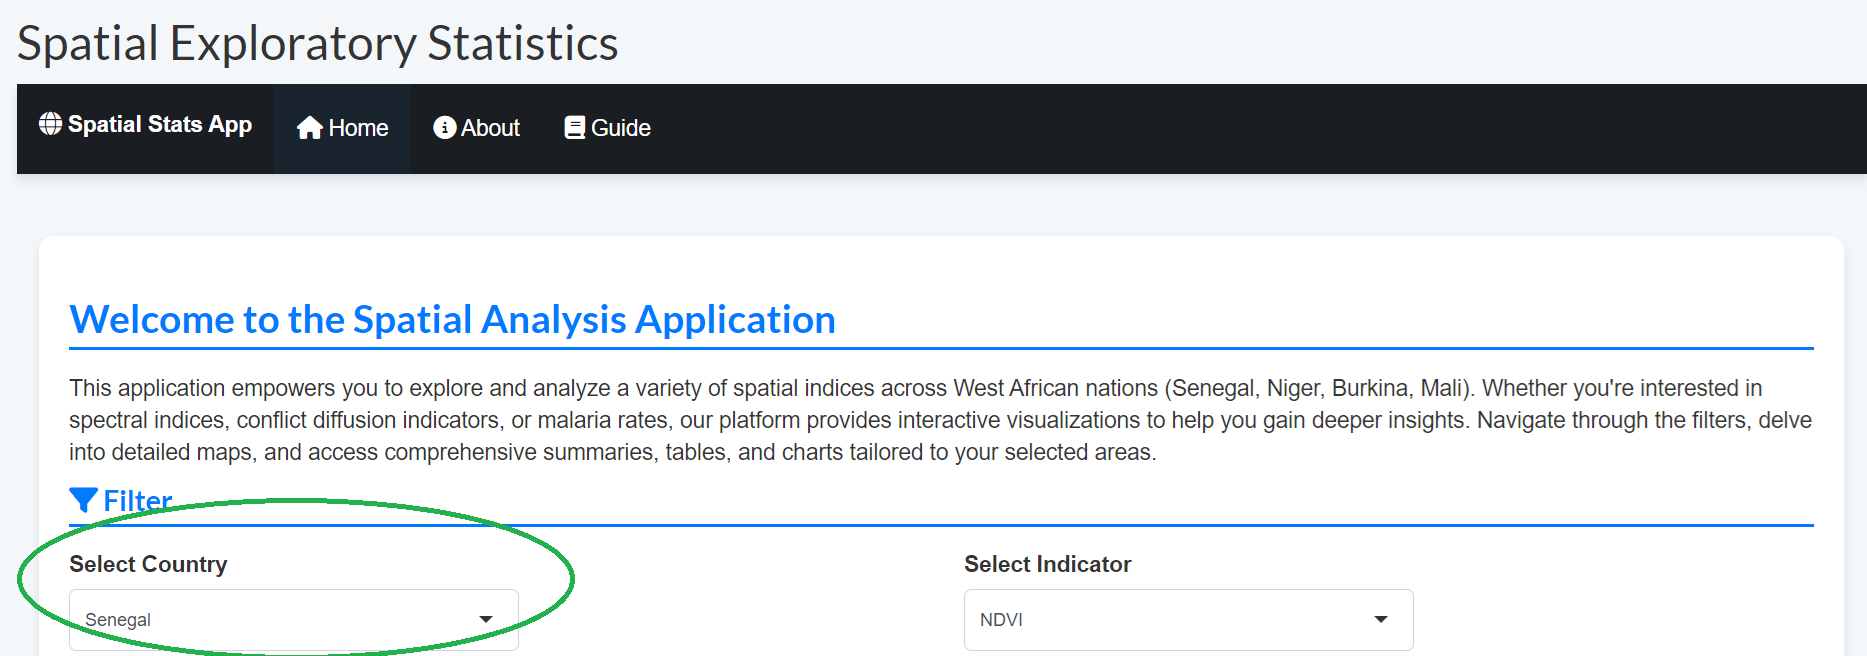 Spatial Exploratory Statistics
Spatial Stats App Home About Guide
Welcome to the Spatial Analysis Application
This application empowers you to explore and analyze a variety of spatial indices across West African nations (Senegal, Niger, Burkina, Mali). Whether you're interested in
spectral indices, conflict diffusion indicators, or malaria rates, our platform provides interactive visualizations to help you gain deeper insights. Navigate through the filters, delve
into detailed maps, and access comprehensive summaries, tables, and charts tailored to your selected areas.
Filter
Select Country Select Indicator
Senegal NDVI